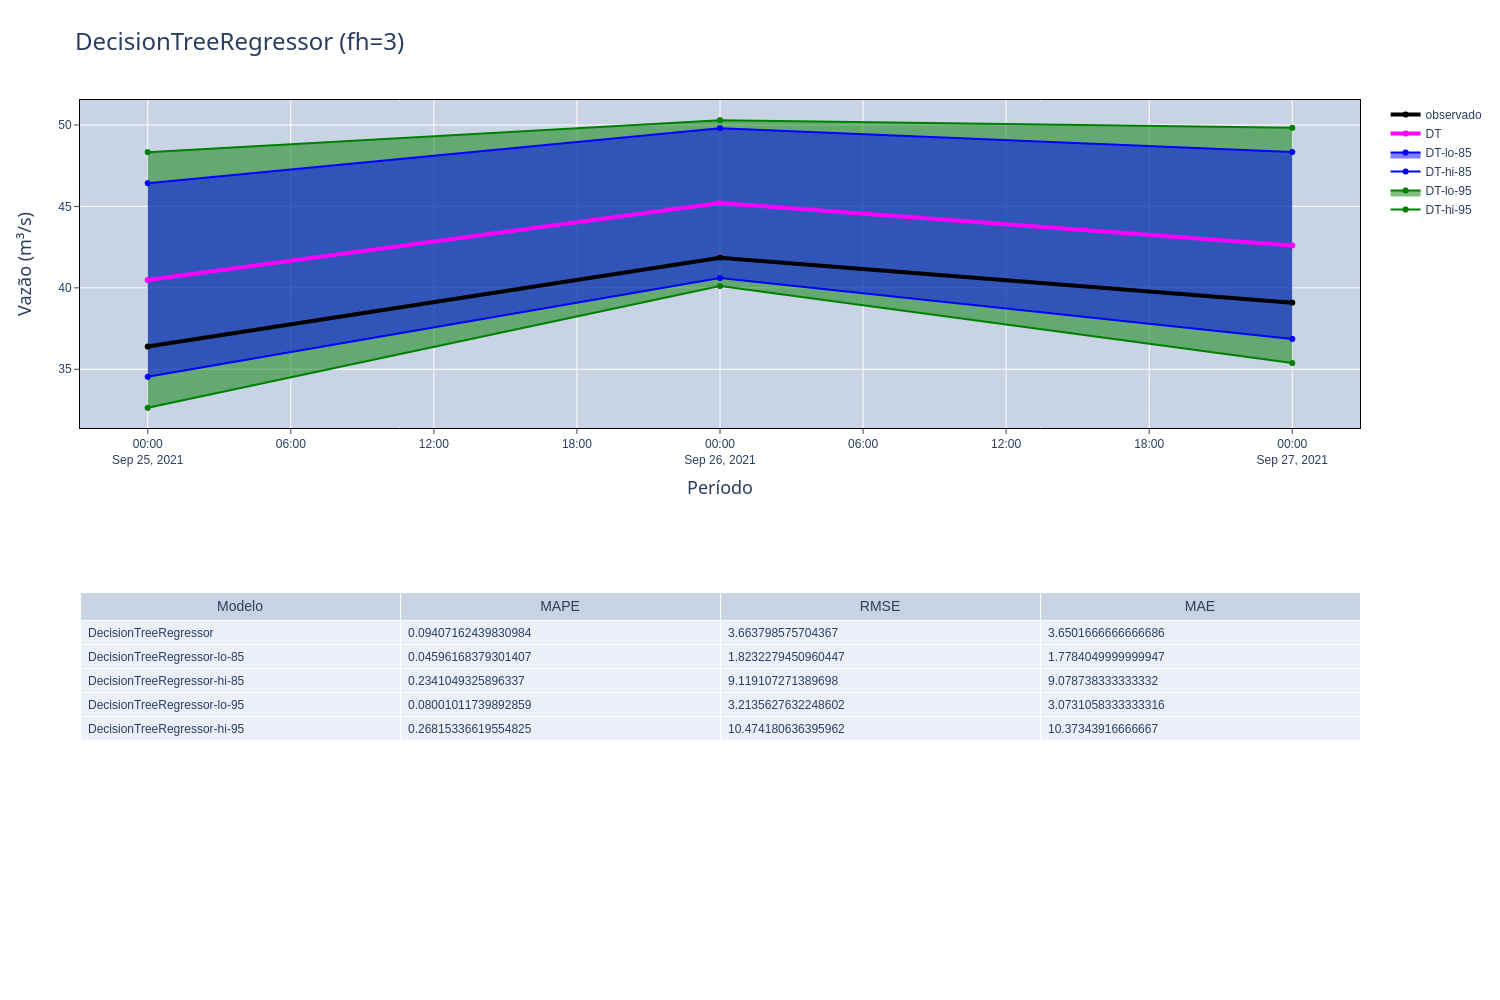 DecisionTreeRegressor (fh=3)
observado
DT
DT-lo-85
DT-hi-85
DT-lo-95
DT-hi-95
Vazão (m³/s)
50
45
40
35
00:00 06:00 12:00 18:00 00:00 06:00 12:00 18:00 00:00
Sep 25, 2021 Sep 26, 2021 Sep 27, 2021
Período
Modelo MAPE RMSE MAE
DecisionTreeRegressor 0.09407162439830984 3.663798575704367 3.6501666666666686
DecisionTreeRegressor-lo-85 0.04596168379301407 1.8232279450960447 1.7784049999999947
DecisionTreeRegressor-hi-85 0.2341049325896337 9.119107271389698 9.078738333333332
DecisionTreeRegressor-lo-95 0.08001011739892859 3.2135627632248602 3.0731058333333316
DecisionTreeRegressor-hi-95 0.26815336619554825 10.474180636395962 10.37343916666667